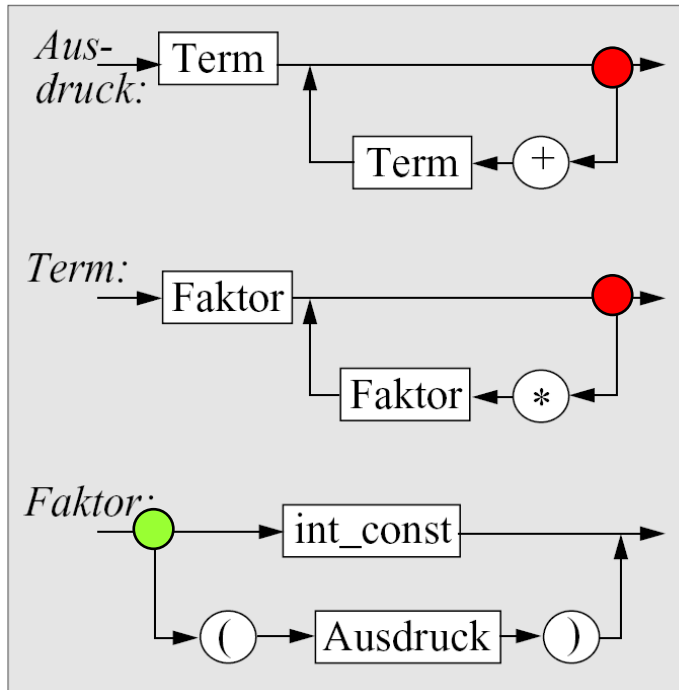 Aus-
druck:
Term
Term
+
Term:
Faktor
Faktor
*
Faktor:
int_const
( Ausdruck )